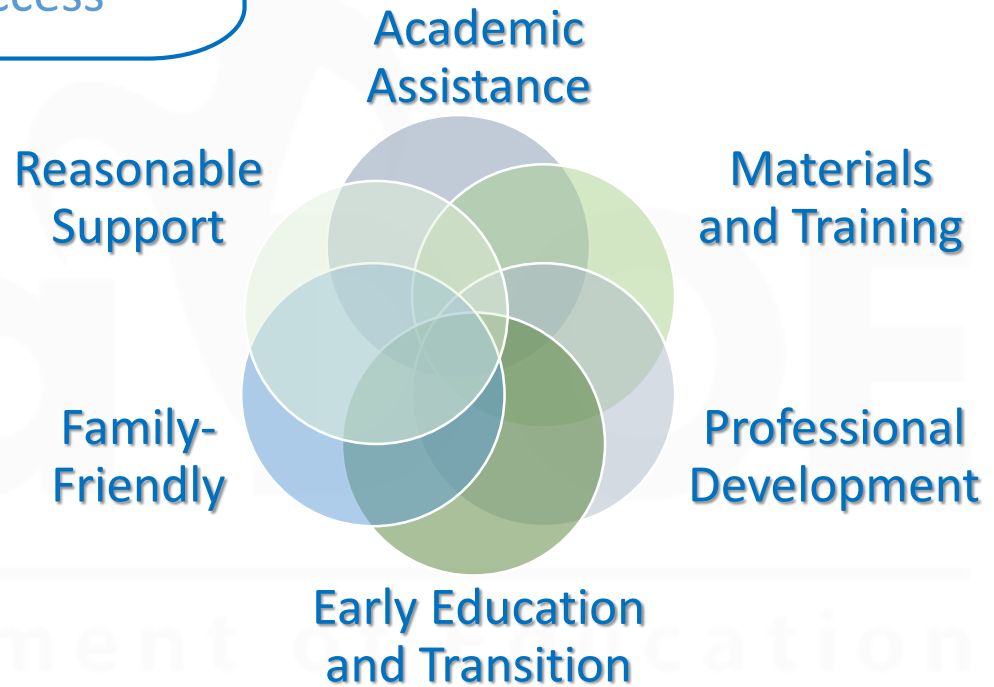 Academic
Assistance
Reasonable
Support
Materials
and Training
Family-
Friendly
Professional
Development
Early Education
and Transition